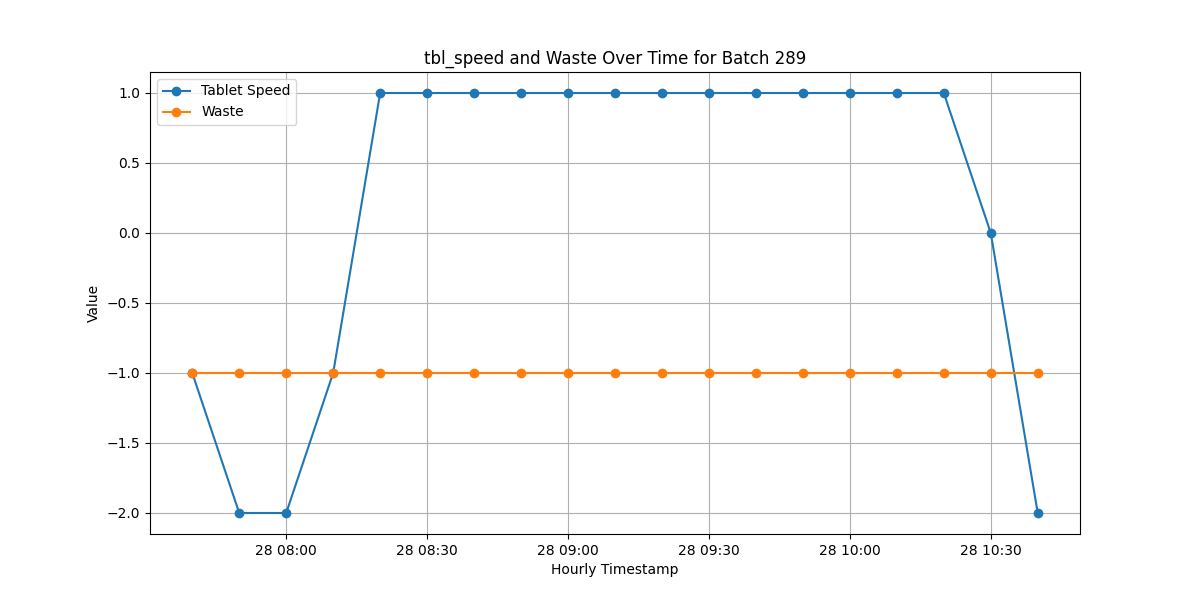 tbl_speed and Waste Over Time for Batch 289
Tablet Speed
Waste
1.0
0.5
0.0
−0.5
−1.0
−1.5
−2.0
Value
28 08:00 28 08:30 28 09:00 28 09:30 28 10:00 28 10:30
Hourly Timestamp